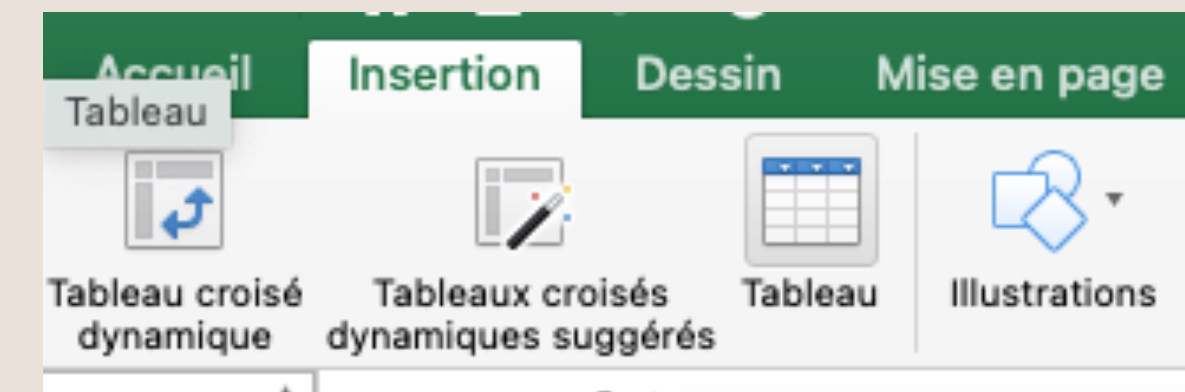 Accueil Insertion Dessin Mise en page
Tableau
Tableau croisé dynamique
Tableaux croisés dynamiques suggérés
Tableau
Illustrations